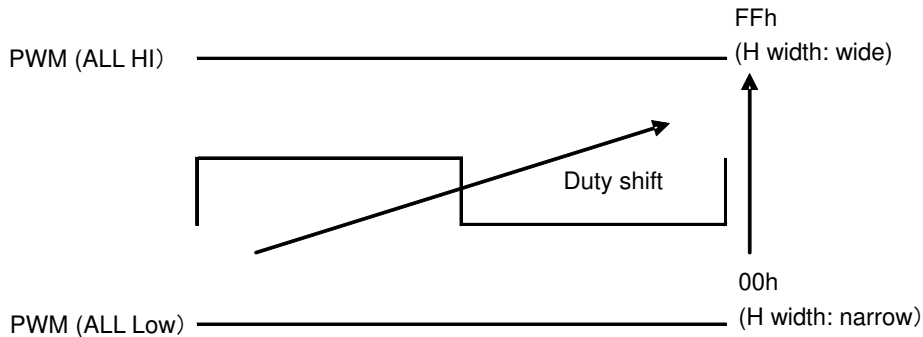 FFh
PWM (ALL HI）
(H width: wide)
Duty shift
00h
PWM (ALL Low）
(H width: narrow）